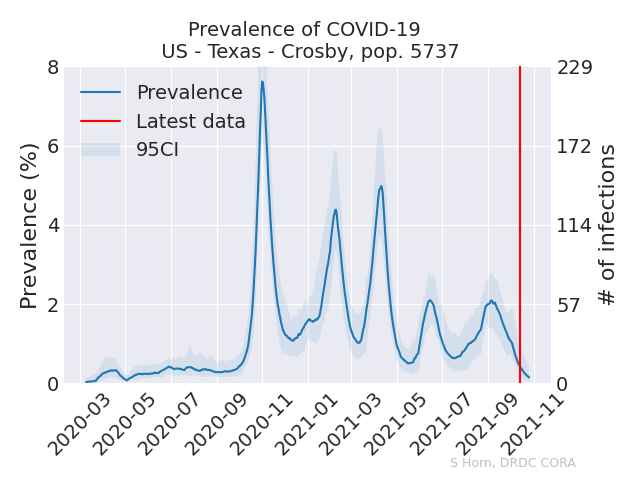 Prevalence of COVID-19
US - Texas - Crosby, pop. 5737
8
6
4
2
0
Prevalence (%)
Prevalence
Latest data
95CI
229
172
114
57
0
# of infections
2020-03
2020-05
2020-07
2020-09
2020-11
2021-01
2021-03
2021-05
2021-07
2021-09
2021-11
S Horn, DRDC CORA